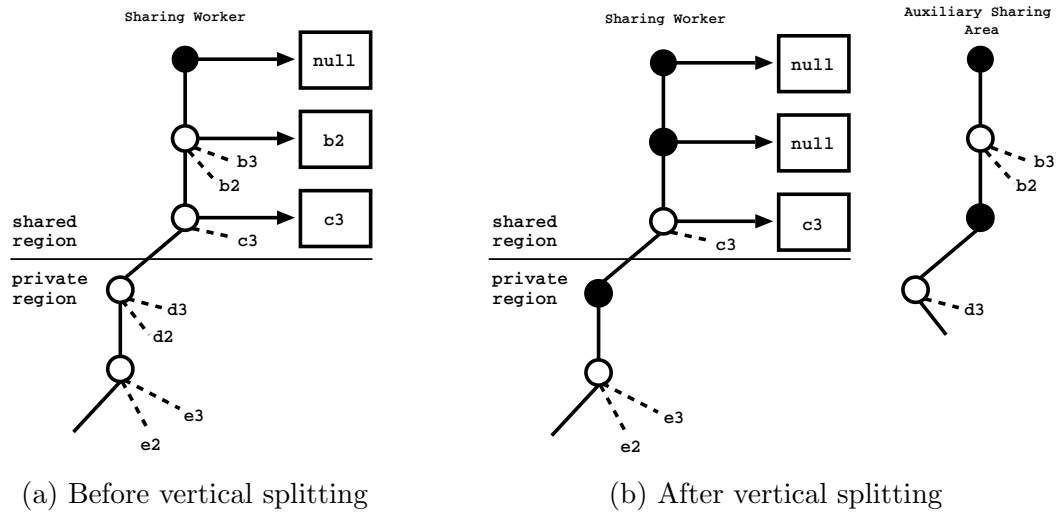 Sharing Worker
null
b2
b3
b2
c3
c3
shared
region
private
region
d3
d2
e3
e2
(a) Before vertical splitting
Sharing Worker
null
null
c3
c3
shared
region
private
region
e3
e2
Auxiliary Sharing
Area
b3
b2
d3
(b) After vertical splitting